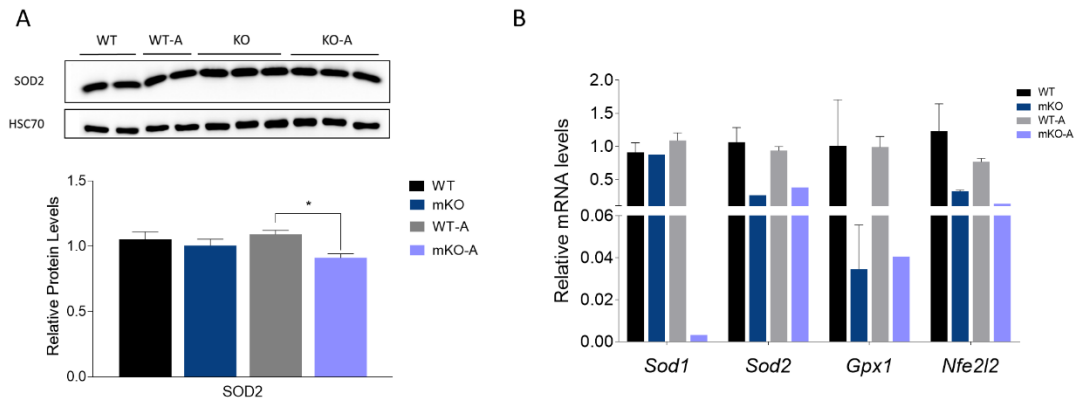 A
WT WT-A KO KO-A
SOD2
HSC70
Relative Protein Levels
1.5
1.0
0.5
0.0
*
SOD2
WT
mKO
WT-A
mKO-A
B
Relative mRNA levels
2.0
1.5
1.0
0.5
0.06
0.04
0.02
0.00
Sod1 Sod2 Gpx1 Nfe2l2
WT
mKO
WT-A
mKO-A